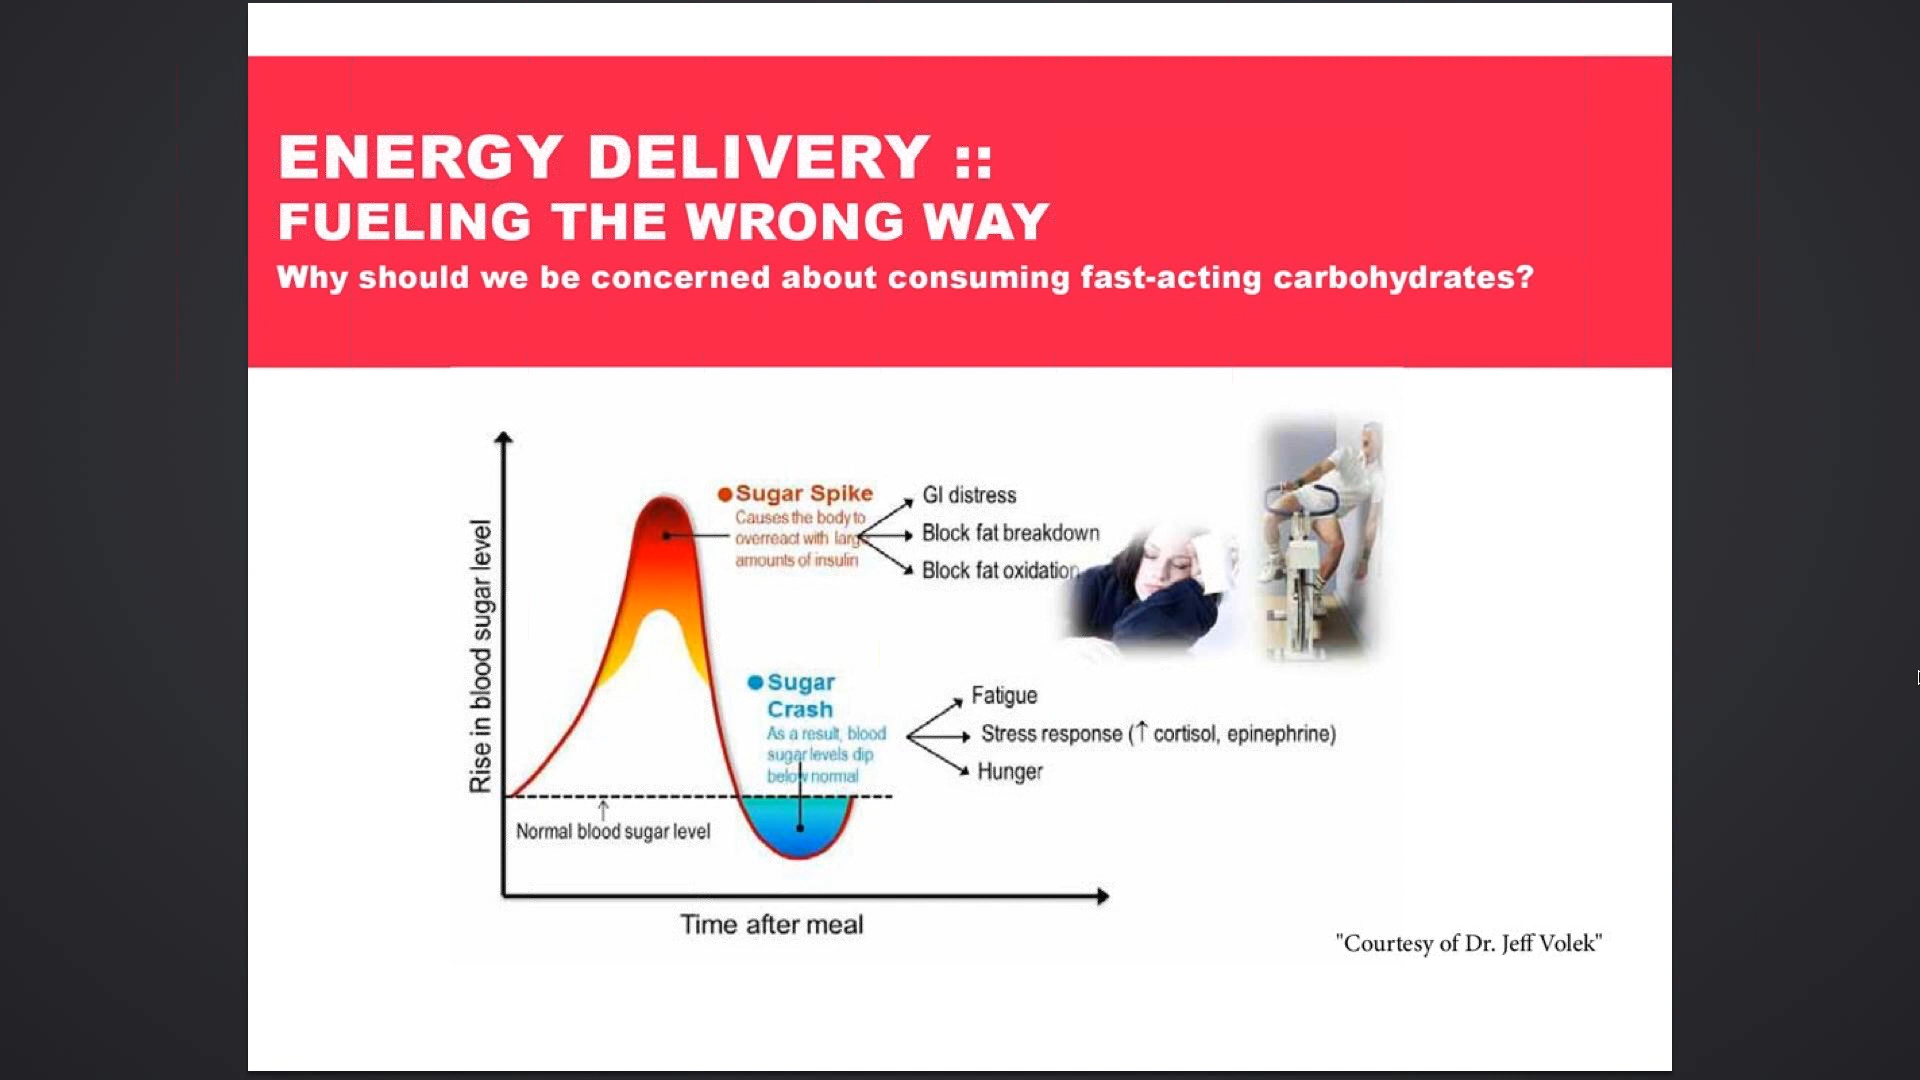 ENERGY DELIVERY ::
FUELING THE WRONG WAY
Why should we be concerned about consuming fast-acting carbohydrates?
Rise in blood sugar level
Sugar Spike
Causes the body to
overreact with large
amounts of insulin
GI distress
Block fat breakdown
Block fat oxidation
Sugar
Crash
As a result, blood
sugar levels dip
below normal
Fatigue
Stress response (↑ cortisol, epinephrine)
Hunger
Normal blood sugar level
Time after meal
"Courtesy of Dr. Jeff Volek"